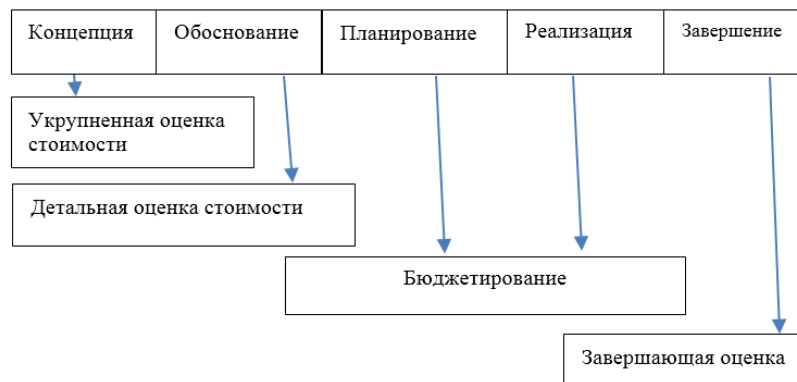 Концепция
Обоснование
Планирование
Реализация
Завершение
Укрупненная оценка
стоимости
Детальная оценка стоимости
Бюджетирование
Завершающая оценка